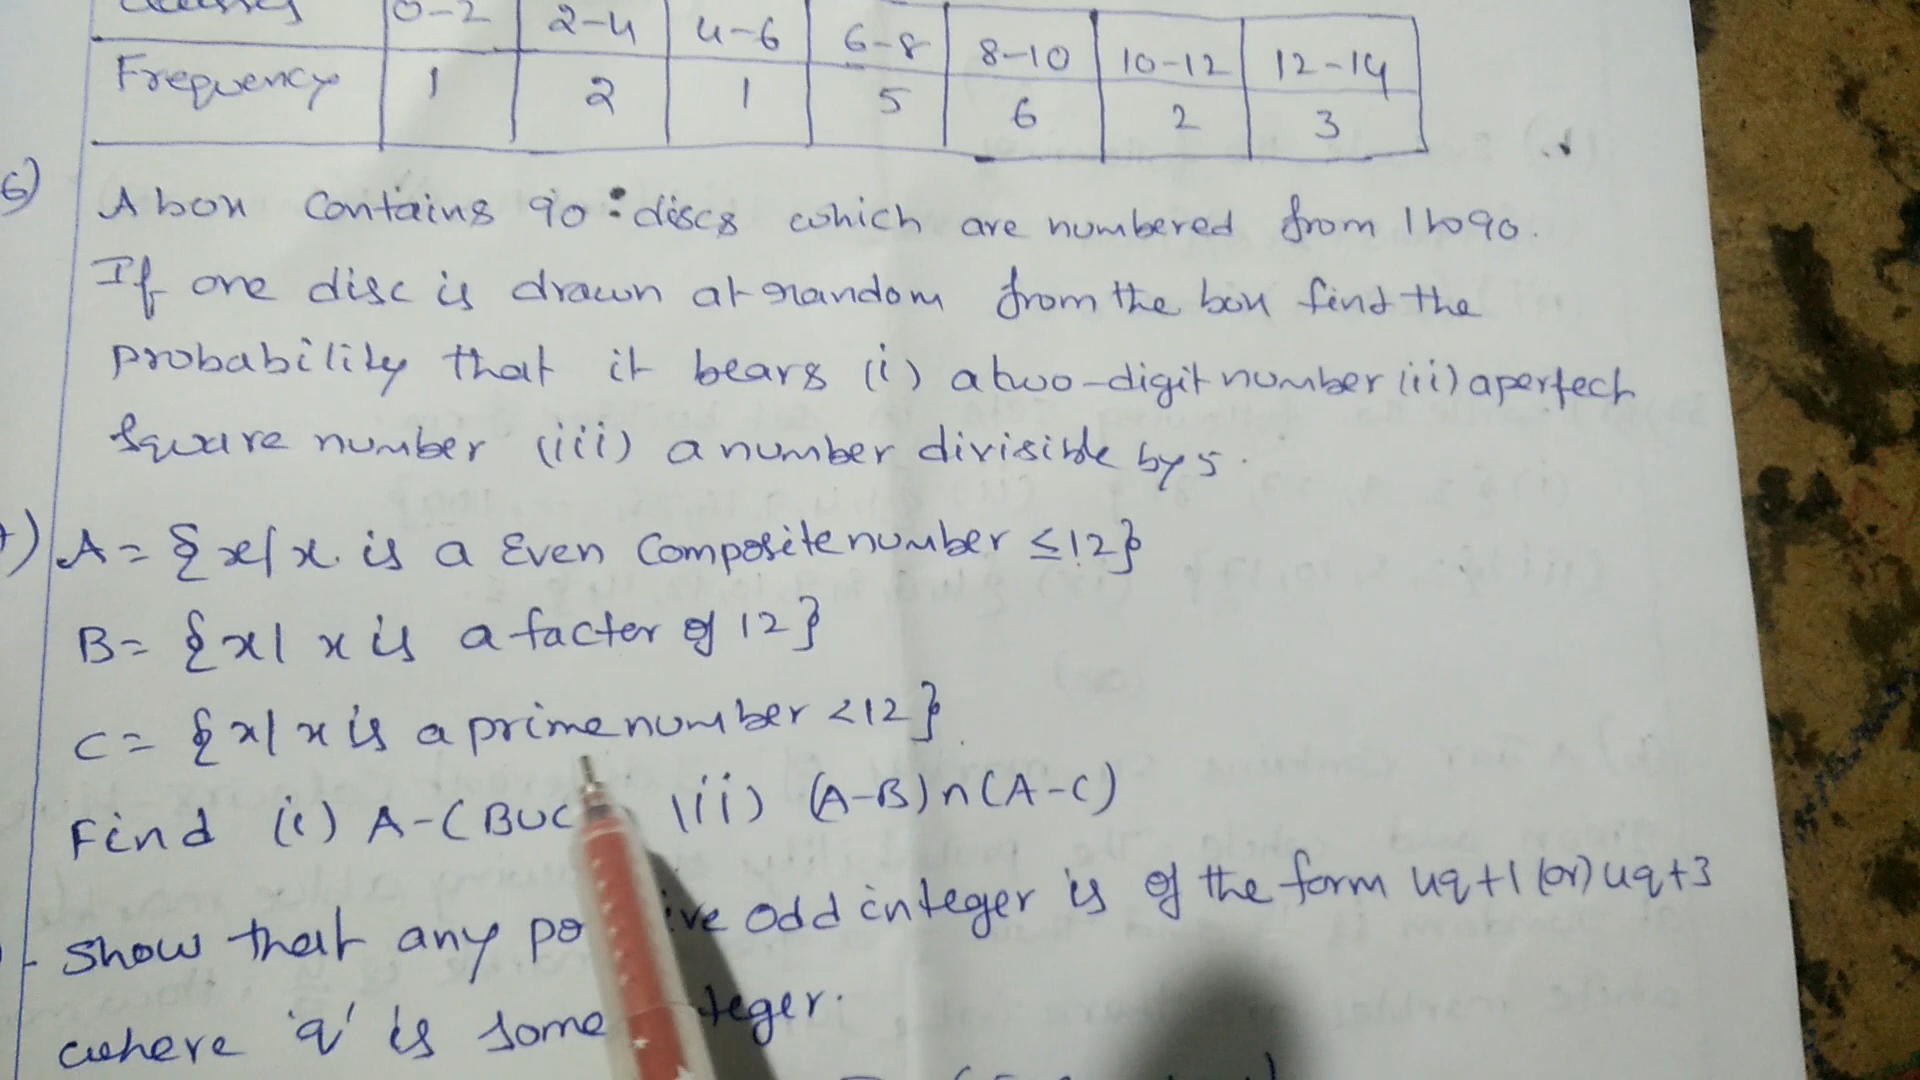 Classes 0-2 2-4 4-6 6-8 8-10 10-12 12-14
Frequency 1 2 1 5 6 2 3
6) A box contains 90 discs which are numbered from 1 to 90.
If one disc is drawn at random from the box find the
probability that it bears (i) a two-digit number (ii) a perfect
square number (iii) a number divisible by 5.
A = {x/x is a Even Composite number ≤ 12}
B = {x/x is a facter of 12}
C = {x/x is a prime number <12}.
Find (i) A-(BUC (ii) (A-B)∩(A-C)
Show that any odd integer is of the form 4q+1 (or) 4q+3
where 'q' is some